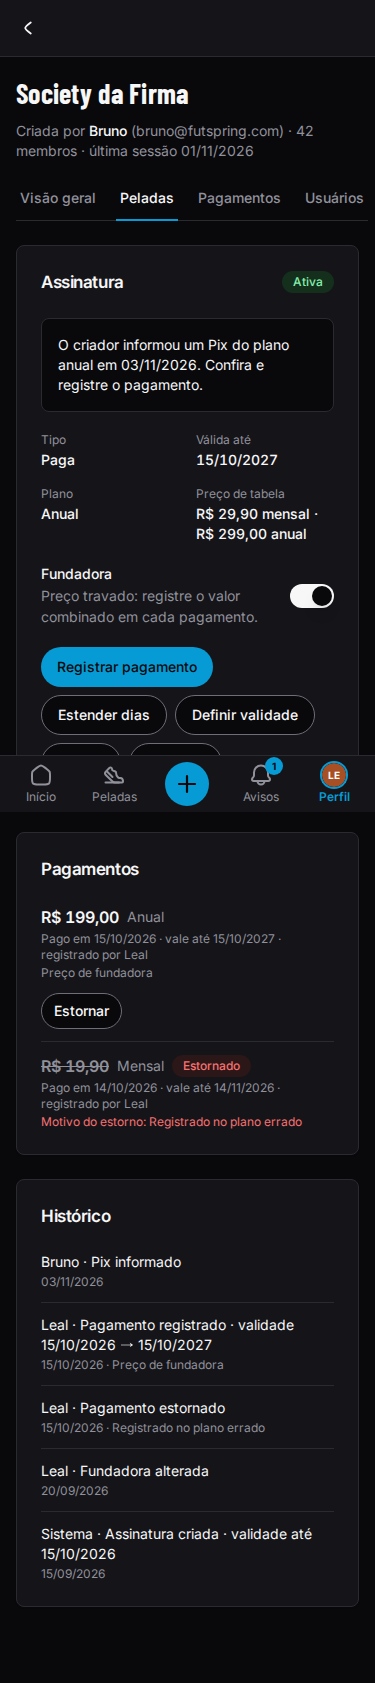 Society da Firma
Criada por Bruno (bruno@futspring.com) · 42
membros · última sessão 01/11/2026
Visão geral
Peladas
Pagamentos
Usuários
Assinatura
Ativa
O criador informou um Pix do plano
anual em 03/11/2026. Confira e
registre o pagamento.
Tipo
Válida até
Paga
15/10/2027
Plano
Preço de tabela
Anual
R$ 29,90 mensal ·
R$ 299,00 anual
Fundadora
Preço travado: registre o valor
combinado em cada pagamento.
Registrar pagamento
Estender dias
Definir validade
Início
Peladas
1
Avisos
LE
Perfil
Pagamentos
R$ 199,00 Anual
Pago em 15/10/2026 · vale até 15/10/2027 ·
registrado por Leal
Preço de fundadora
Estornar
R$ 19,90 Mensal Estornado
Pago em 14/10/2026 · vale até 14/11/2026 ·
registrado por Leal
Motivo do estorno: Registrado no plano errado
Histórico
Bruno · Pix informado
03/11/2026
Leal · Pagamento registrado · validade
15/10/2026 → 15/10/2027
15/10/2026 · Preço de fundadora
Leal · Pagamento estornado
15/10/2026 · Registrado no plano errado
Leal · Fundadora alterada
20/09/2026
Sistema · Assinatura criada · validade até
15/10/2026
15/09/2026